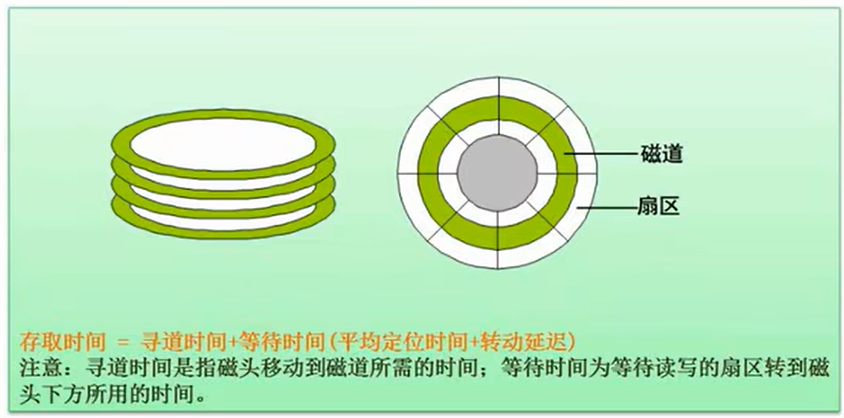 磁道
扇区
存取时间 = 寻道时间+等待时间(平均定位时间+转动延迟)
注意：寻道时间是指磁头移动到磁道所需的时间；等待时间为等待读写的扇区转到磁
头下方所用的时间。